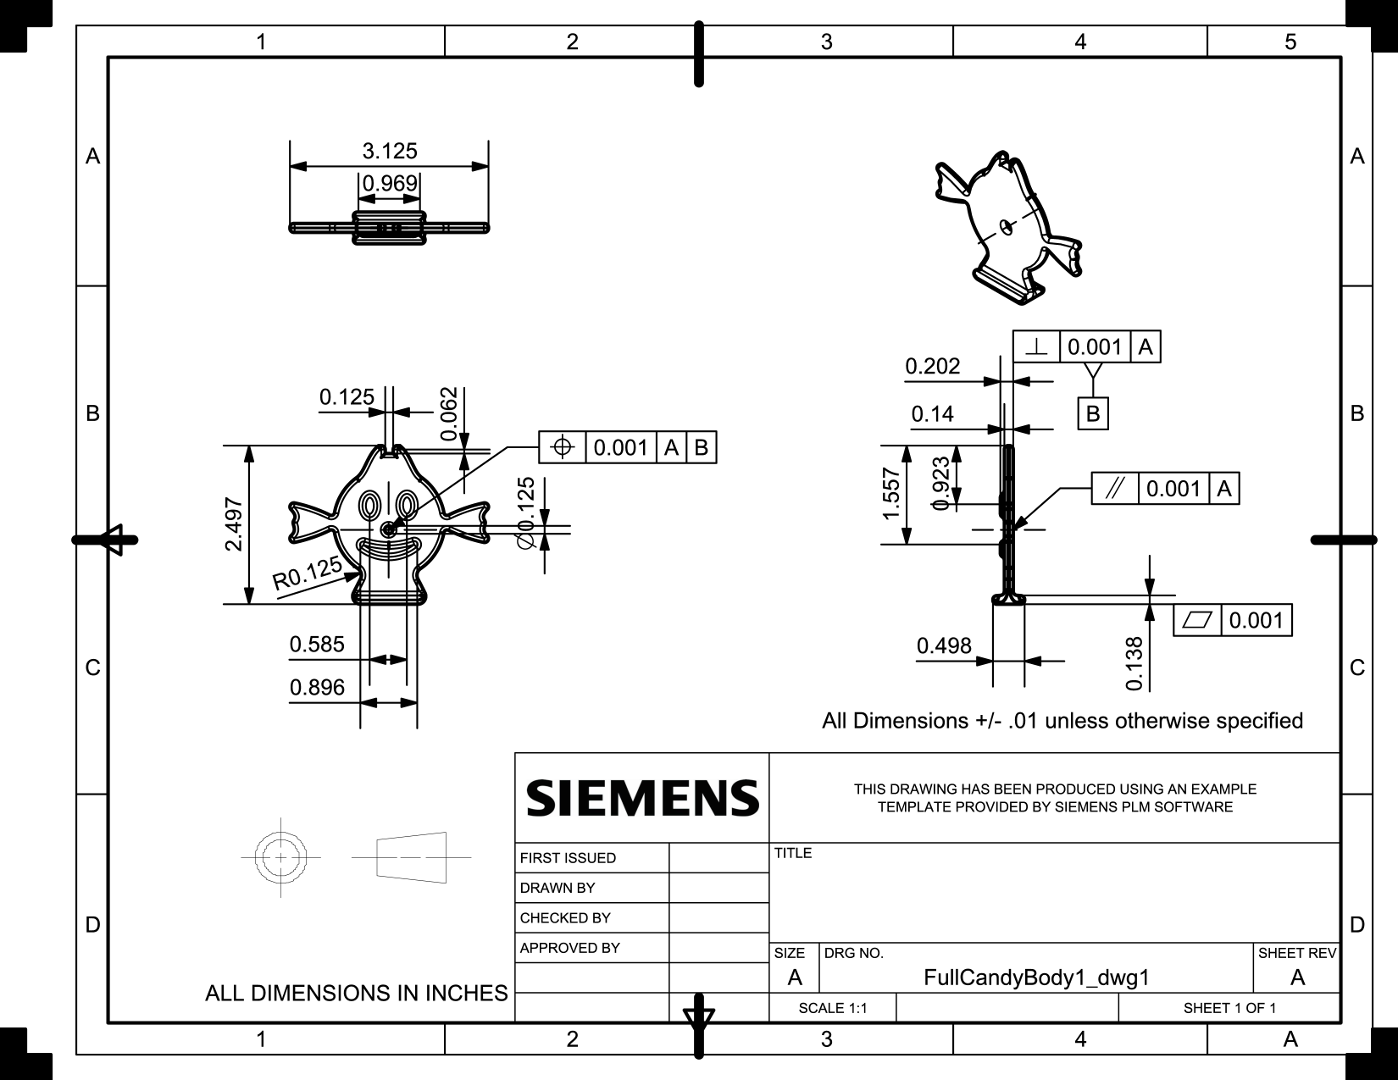 1 2 3 4 5
A A
3.125
0.969
⊥ 0.001 A
B
0.202
0.14
B B
0.125
0.062
⌖ 0.001 A B
2.497
⌀0.125
R0.125
0.585
0.896
1.557
0.923
// 0.001 A
⏥ 0.001
0.498
0.138
C C
All Dimensions +/- .01 unless otherwise specified
SIEMENS
THIS DRAWING HAS BEEN PRODUCED USING AN EXAMPLE
TEMPLATE PROVIDED BY SIEMENS PLM SOFTWARE
FIRST ISSUED
DRAWN BY
CHECKED BY
APPROVED BY
TITLE
D D
SIZE
A
DRG NO.
FullCandyBody1_dwg1
SHEET REV
A
ALL DIMENSIONS IN INCHES
SCALE 1:1
SHEET 1 OF 1
1 2 3 4 A